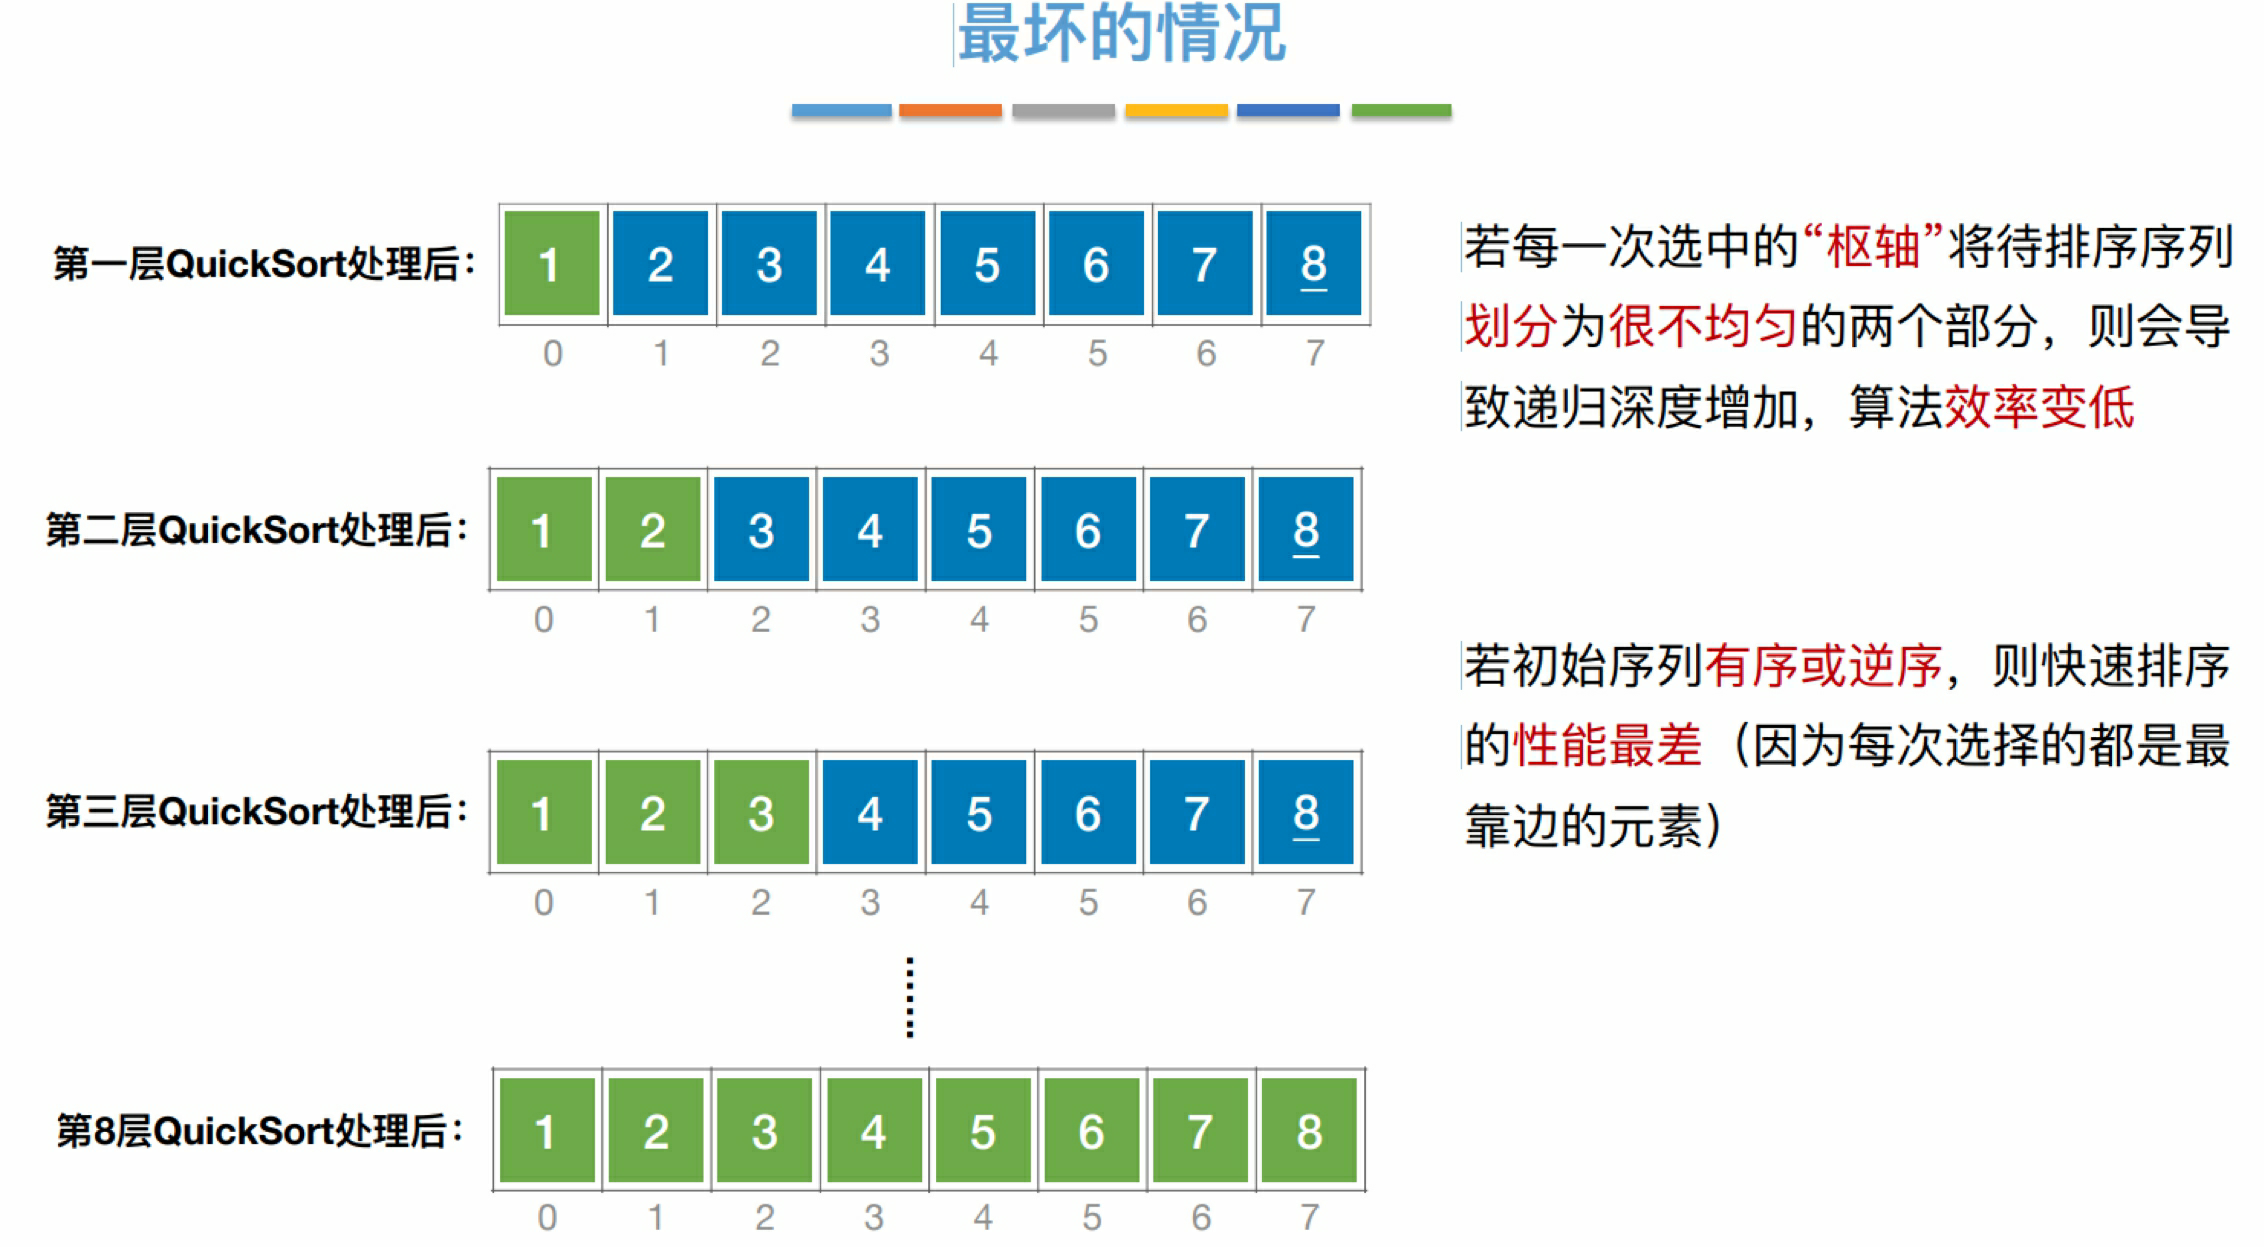 最坏的情况
第一层QuickSort处理后：
1 2 3 4 5 6 7 8
0 1 2 3 4 5 6 7
第二层QuickSort处理后：
1 2 3 4 5 6 7 8
0 1 2 3 4 5 6 7
第三层QuickSort处理后：
1 2 3 4 5 6 7 8
0 1 2 3 4 5 6 7
第8层QuickSort处理后：
1 2 3 4 5 6 7 8
0 1 2 3 4 5 6 7
若每一次选中的“枢轴”将待排序序列
划分为很不均匀的两个部分，则会导
致递归深度增加，算法效率变低
若初始序列有序或逆序，则快速排序
的性能最差（因为每次选择的都是最
靠边的元素）